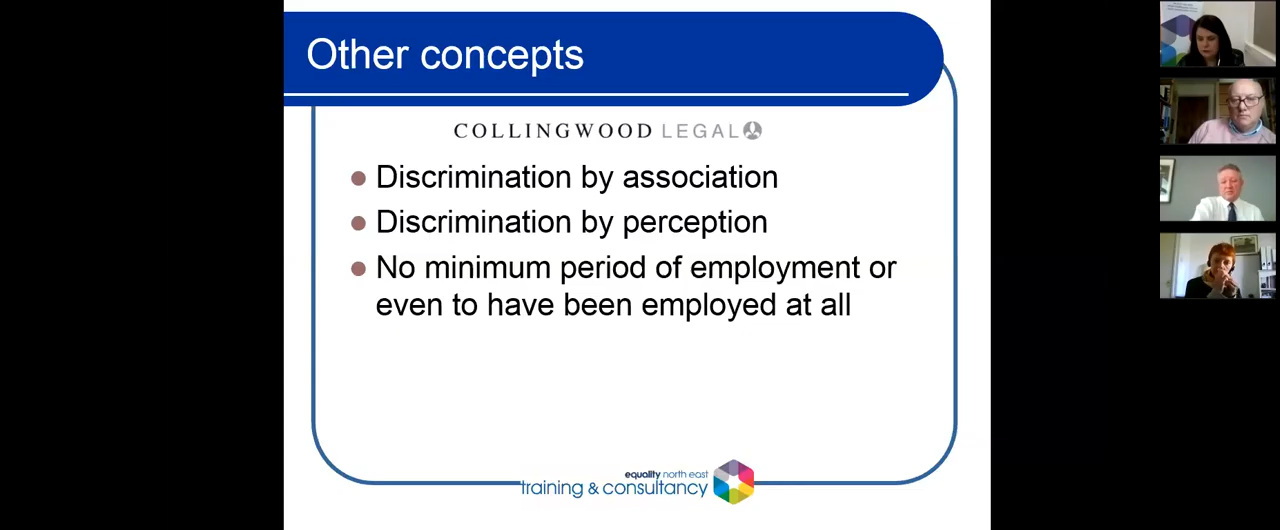 Other concepts
COLLINGWOOD LEGAL
Discrimination by association
Discrimination by perception
No minimum period of employment or
even to have been employed at all
equality north east
training & consultancy